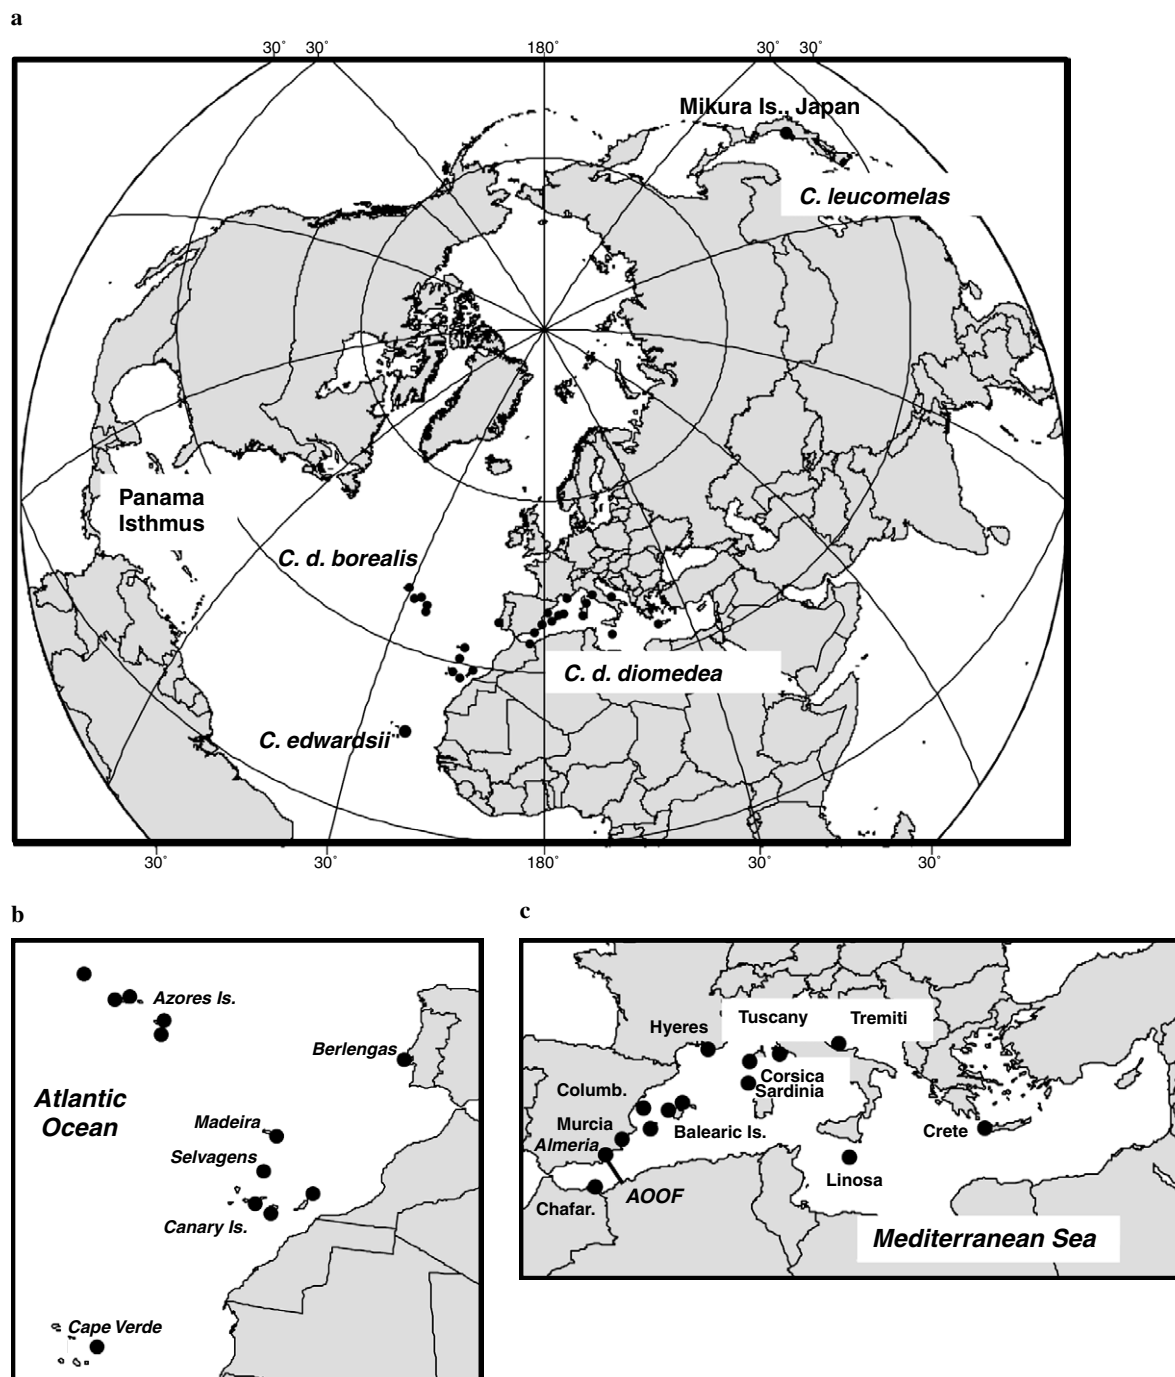 a
30° 30° 180° 30° 30°
Mikura Is., Japan
C. leucomelas
Panama
Isthmus
C. d. borealis
C. d. diomedea
C. edwardsii
30° 30° 180° 30° 30°
b
Azores Is.
Berlengas
Atlantic
Ocean
Madeira
Selvagens
Canary Is.
Cape Verde
c
Tuscany Tremiti
Hyeres
Corsica
Sardinia
Columb.
Murcia
Balearic Is.
Almeria
Crete
Linosa
AOOF
Chafar.
Mediterranean Sea